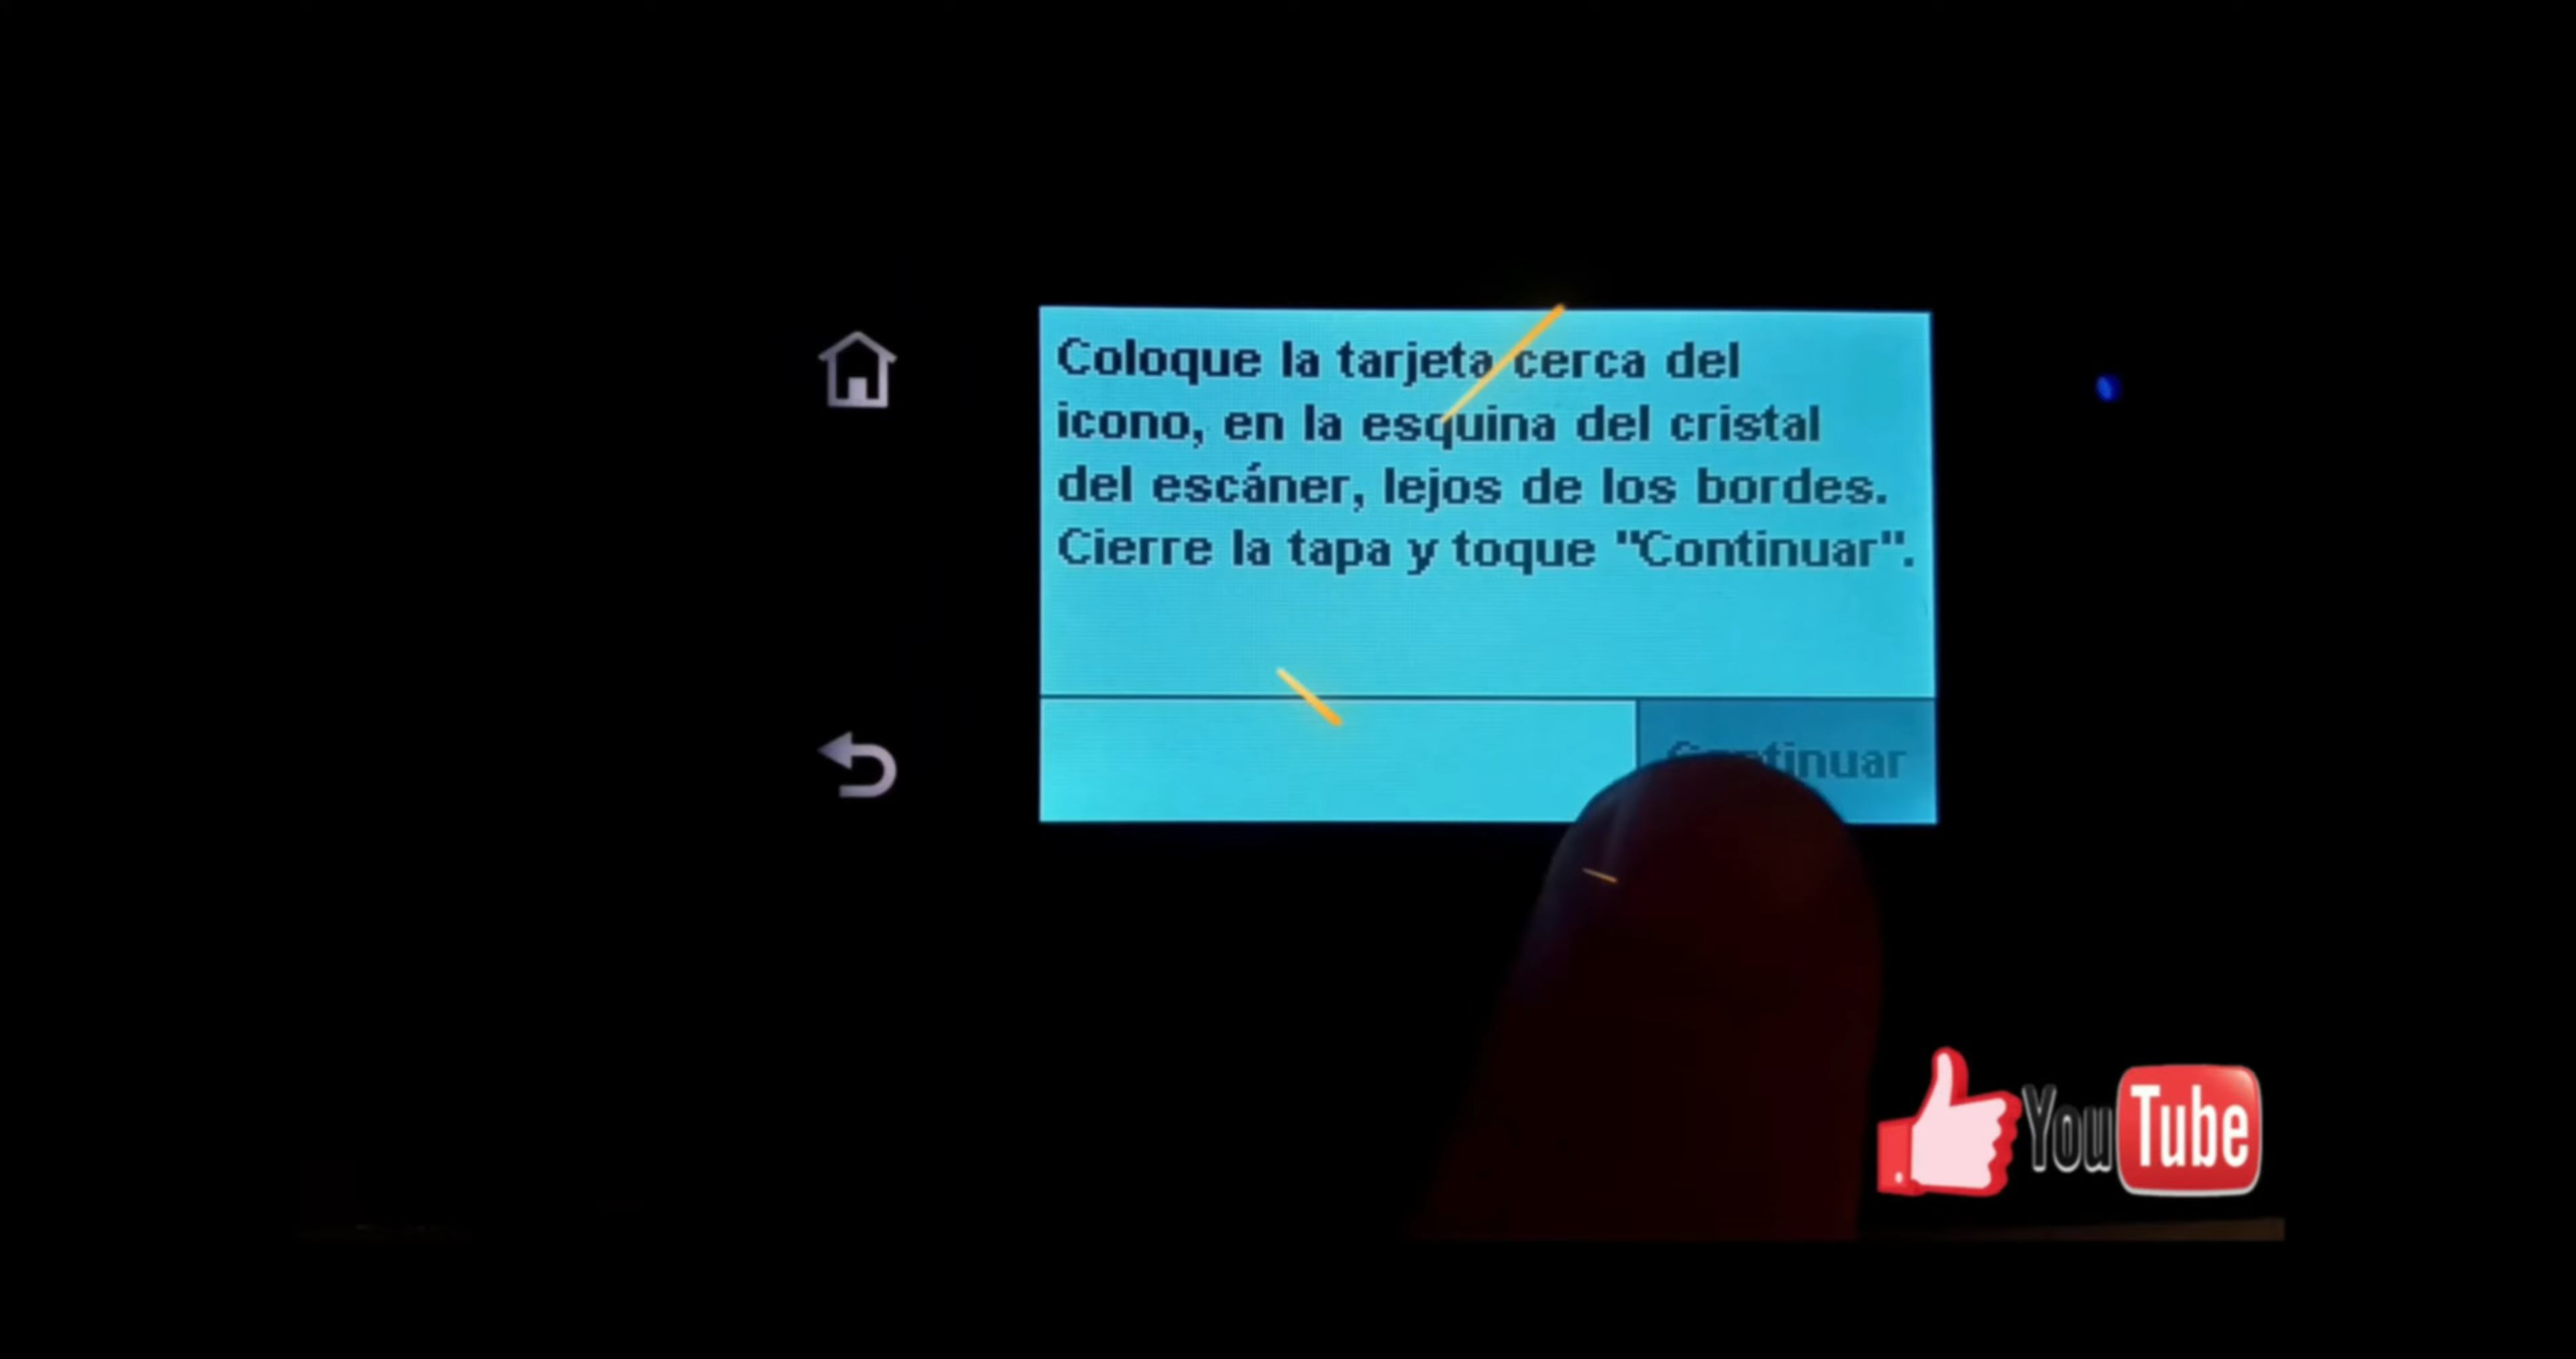 Coloque la tarjeta cerca del
icono, en la esquina del cristal
del escáner, lejos de los bordes.
Cierre la tapa y toque "Continuar".
Continuar
YouTube